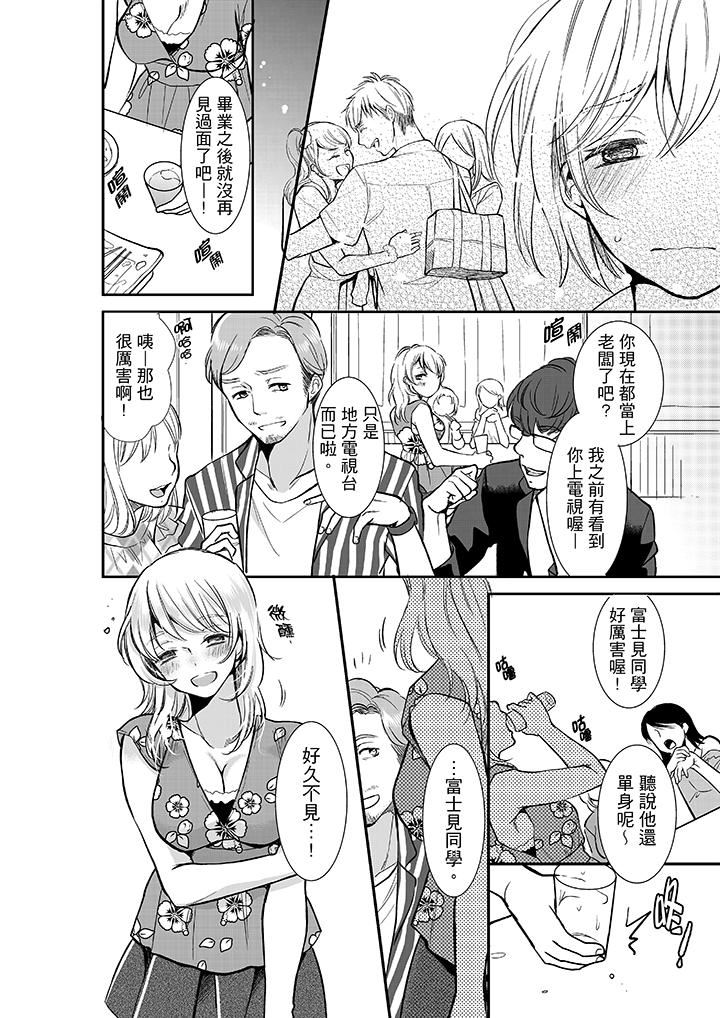 畢業之後就沒再
見過面了吧—！
喧鬧
喧鬧
喧鬧
你現在都當上
老闆了吧？
我之前有看到
你上電視喔—
只是
地方電視台
而已啦。
啊哈哈
咦—那也
很厲害啊！
富士見同學
好厲害喔！
聽說他還
單身呢～
咕嚕
咕嚕
…富士見同學。
微醺
好久不見…！